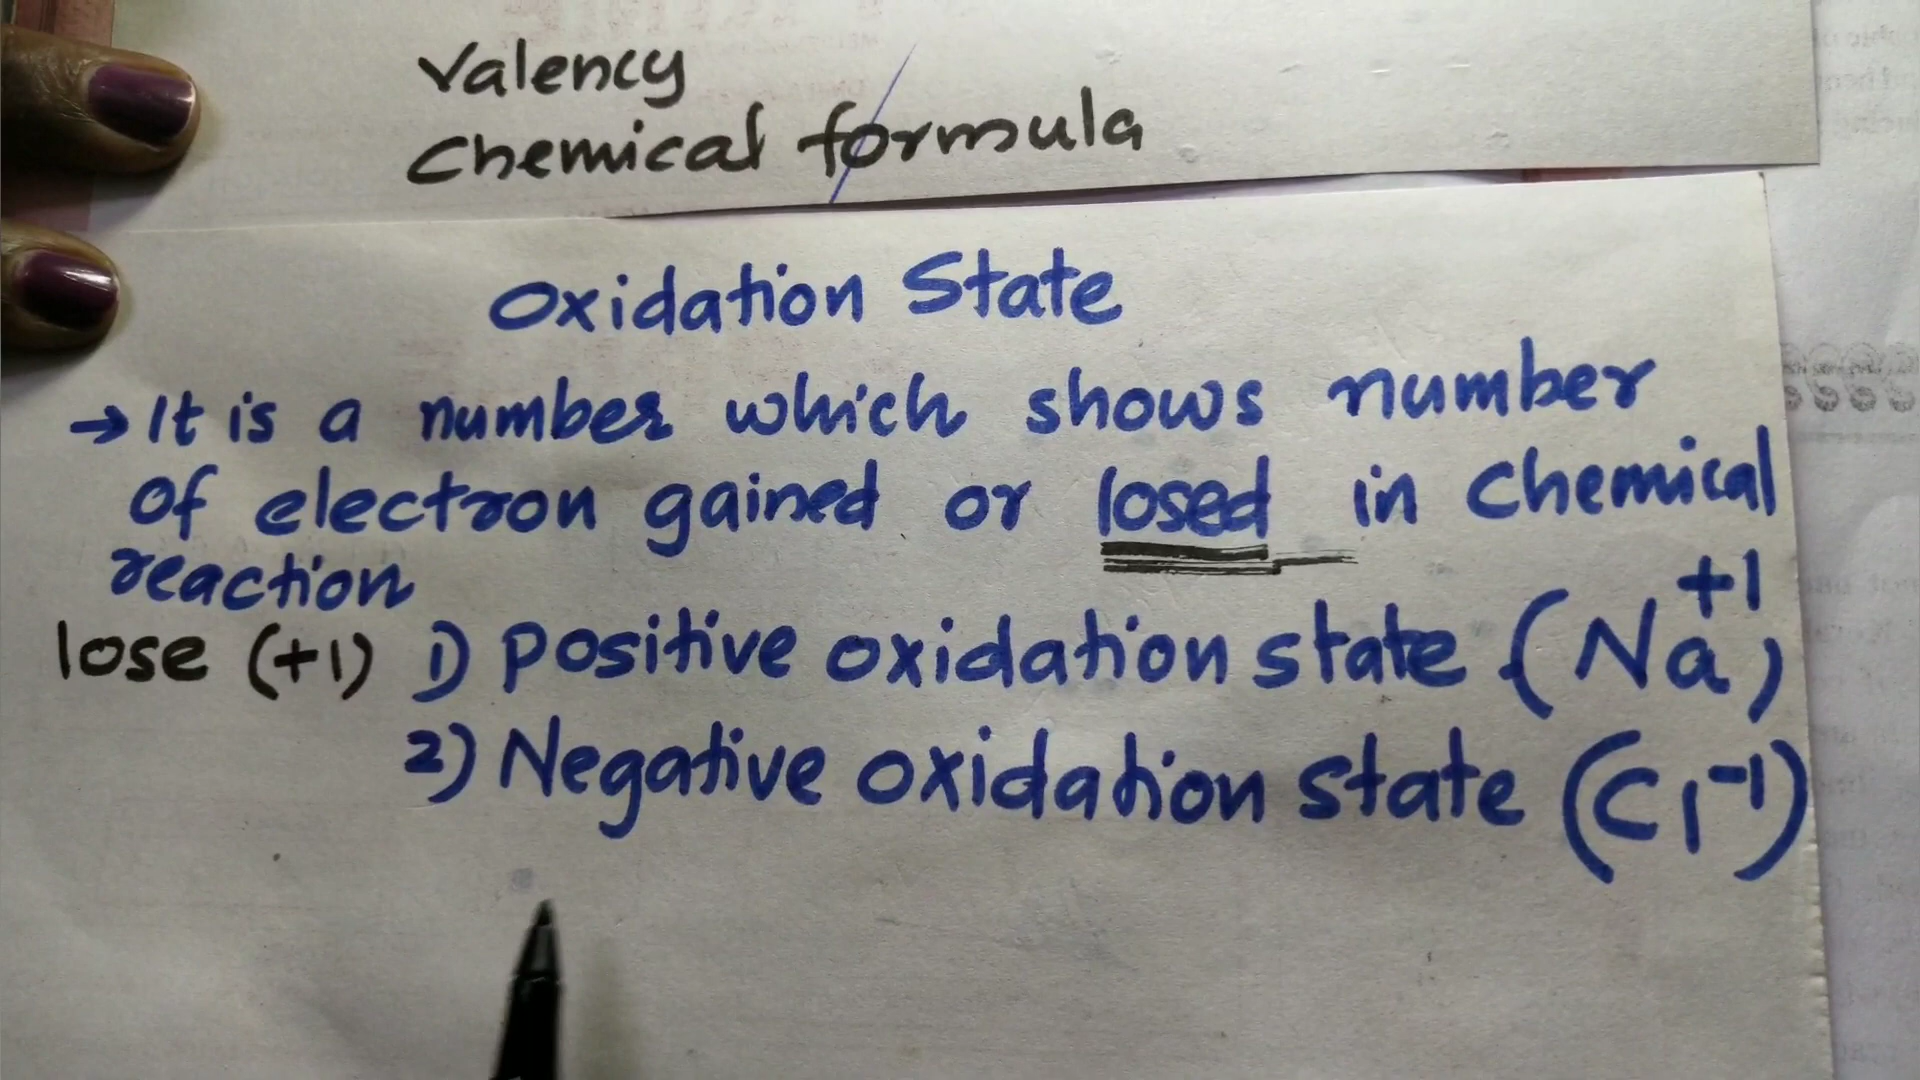 Valency
Chemical formula
Oxidation State
→ It is a number which shows number
of electron gained or losed in chemical
reaction
lose (+1) 1) Positive oxidation state (Na+1)
2) Negative oxidation state (Cl-1)